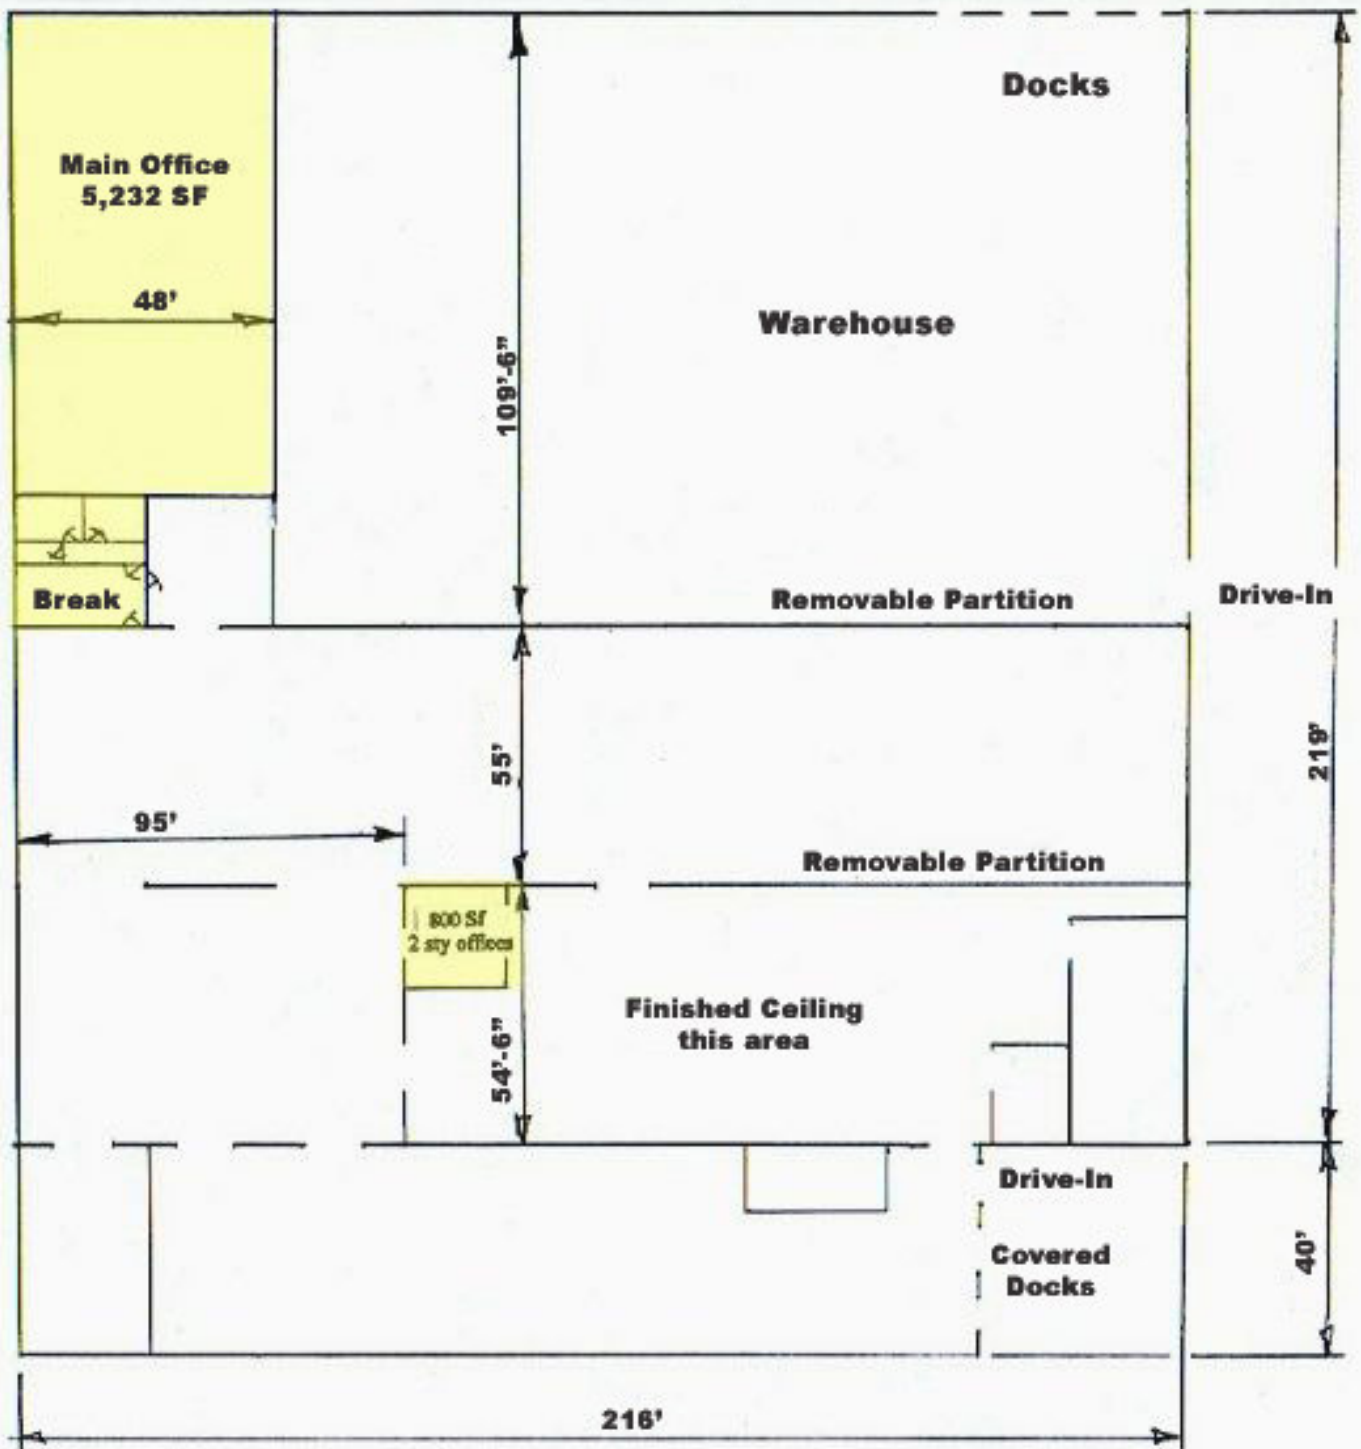 Docks
Main Office
5,232 SF
48'
Warehouse
109'-6"
Break
Removable Partition
Drive-In
55'
219'
95'
Removable Partition
800 Sf
2 sty offices
Finished Ceiling
this area
54'-6"
Drive-In
Covered
Docks
40'
216'